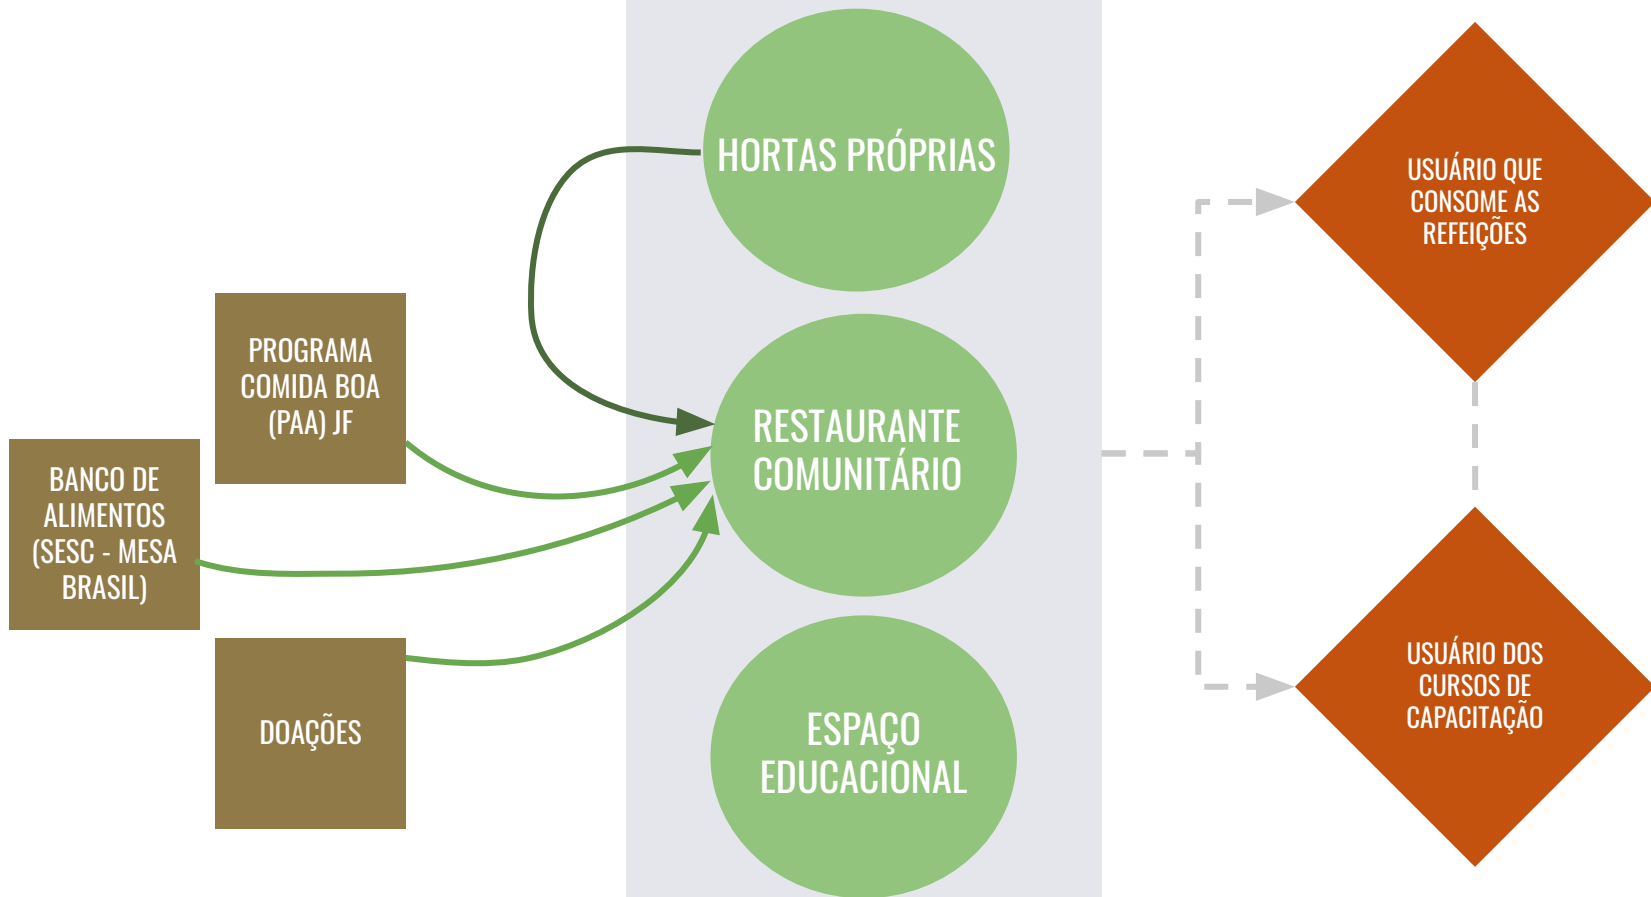 HORTAS PRÓPRIAS
PROGRAMA
COMIDA BOA
(PAA) JF
BANCO DE
ALIMENTOS
(SESC - MESA
BRASIL)
DOAÇÕES
RESTAURANTE
COMUNITÁRIO
ESPAÇO
EDUCACIONAL
USUÁRIO QUE
CONSOME AS
REFEIÇÕES
USUÁRIO DOS
CURSOS DE
CAPACITAÇÃO